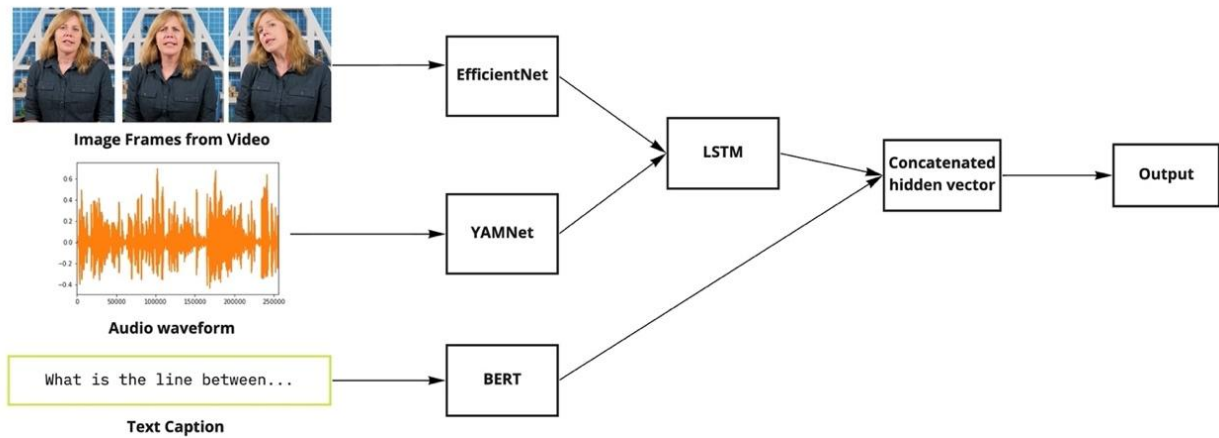 Image Frames from Video
0.6
0.4
0.2
0.0
−0.2
−0.4
0
50000
100000
150000
200000
250000
Audio waveform
What is the line between...
Text Caption
EfficientNet
YAMNet
BERT
LSTM
Concatenated
hidden vector
Output